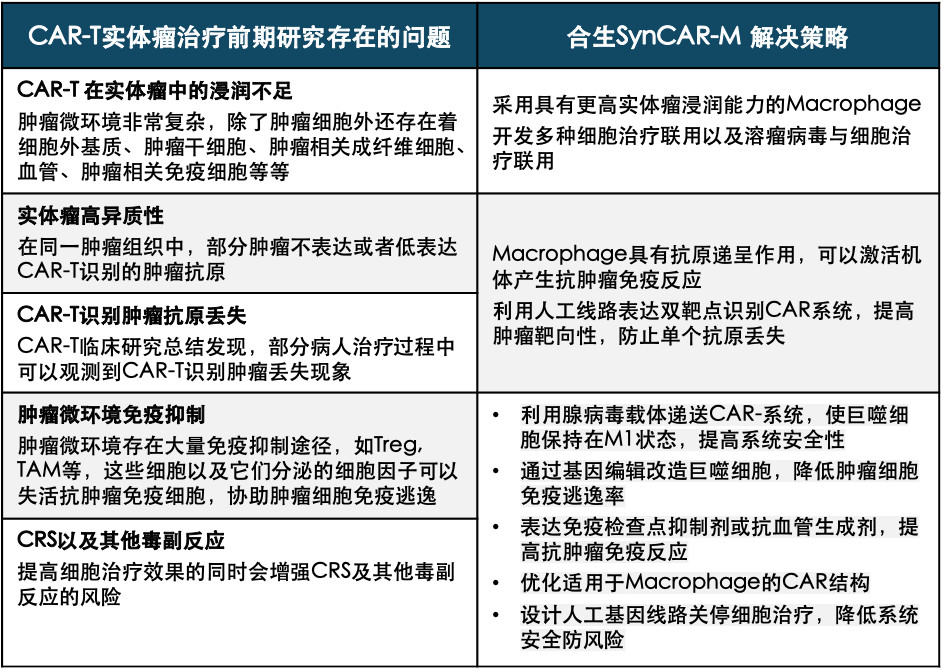 CAR-T实体瘤治疗前期研究存在的问题
合生SynCAR-M 解决策略
CAR-T 在实体瘤中的浸润不足
肿瘤微环境非常复杂，除了肿瘤细胞外还存在着
细胞外基质、肿瘤干细胞、肿瘤相关成纤维细胞、
血管、肿瘤相关免疫细胞等等
采用具有更高实体瘤浸润能力的Macrophage
开发多种细胞治疗联用以及溶瘤病毒与细胞治
疗联用
实体瘤高异质性
在同一肿瘤组织中，部分肿瘤不表达或者低表达
CAR-T识别的肿瘤抗原
CAR-T识别肿瘤抗原丢失
CAR-T临床研究总结发现，部分病人治疗过程中
可以观测到CAR-T识别肿瘤丢失现象
Macrophage具有抗原递呈作用，可以激活机
体产生抗肿瘤免疫反应
利用人工线路表达双靶点识别CAR系统，提高
肿瘤靶向性，防止单个抗原丢失
肿瘤微环境免疫抑制
肿瘤微环境存在大量免疫抑制途径，如Treg,
TAM等，这些细胞以及它们分泌的细胞因子可以
失活抗肿瘤免疫细胞，协助肿瘤细胞免疫逃逸
CRS以及其他毒副反应
提高细胞治疗效果的同时会增强CRS及其他毒副
反应的风险
• 利用腺病毒载体递送CAR-系统，使巨噬细
胞保持在M1状态，提高系统安全性
• 通过基因编辑改造巨噬细胞，降低肿瘤细胞
免疫逃逸率
• 表达免疫检查点抑制剂或抗血管生成剂，提
高抗肿瘤免疫反应
• 优化适用于Macrophage的CAR结构
• 设计人工基因线路关停细胞治疗，降低系统
安全防风险